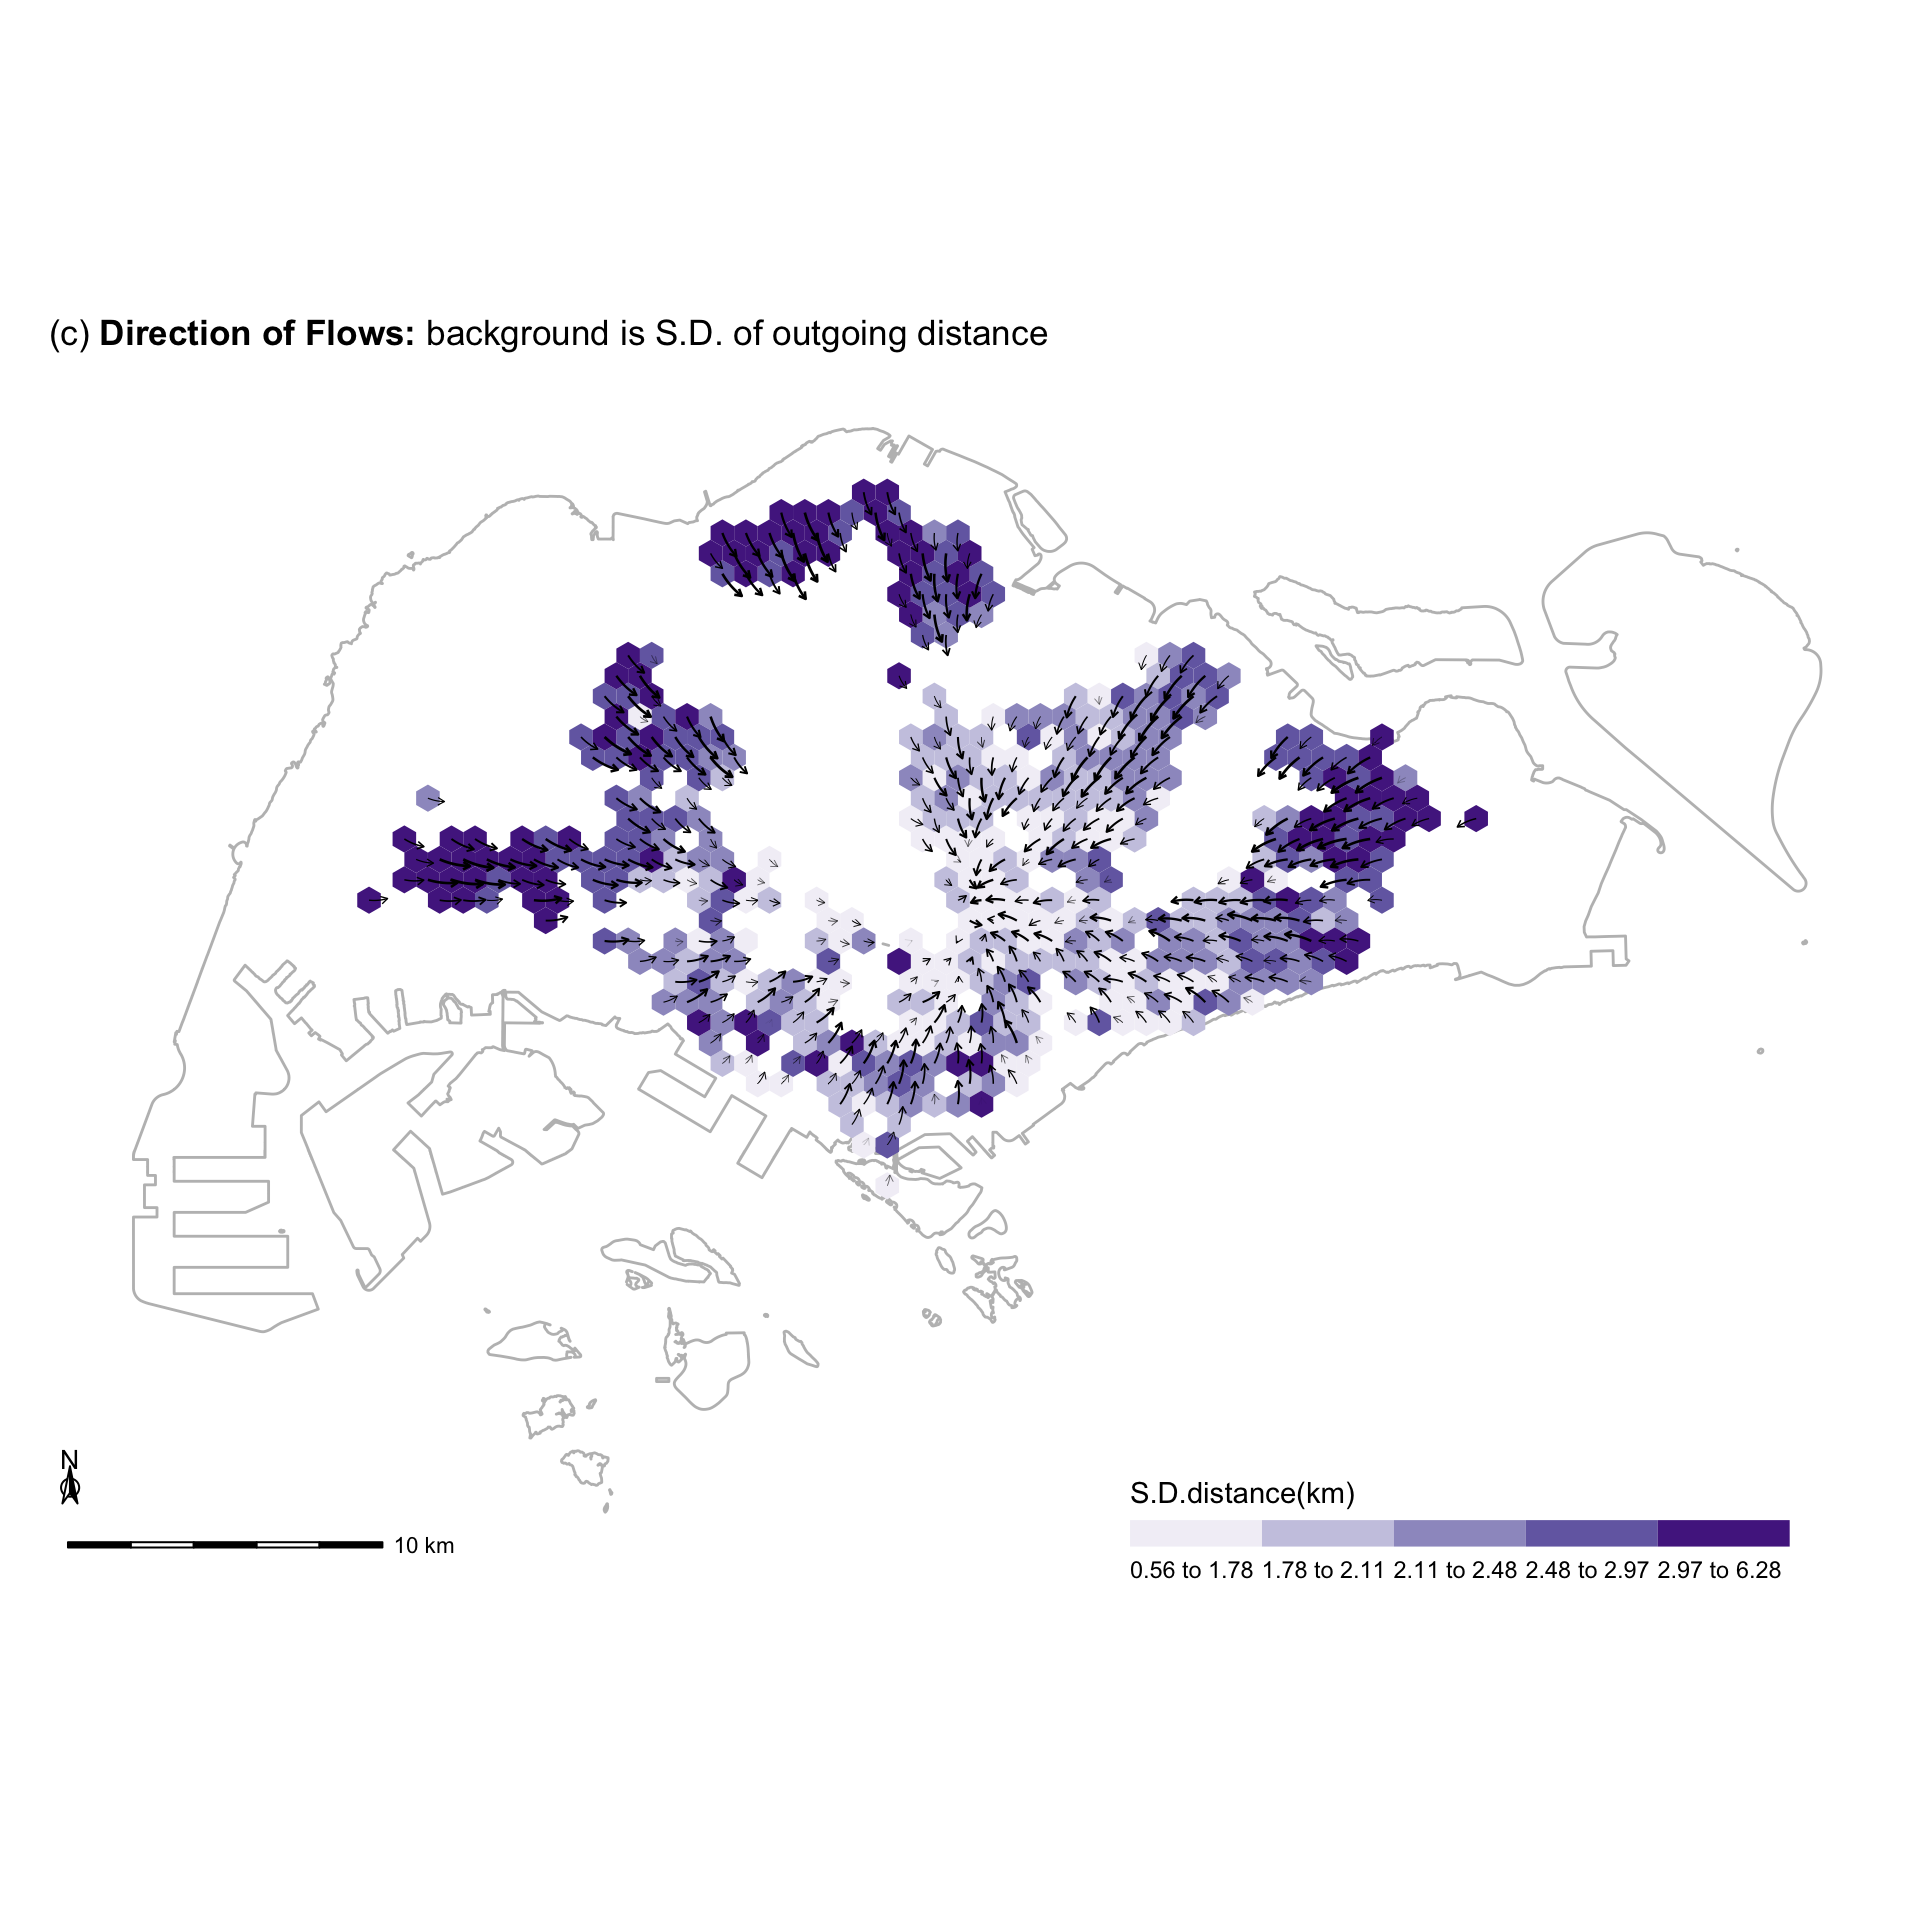 (c) Direction of Flows: background is S.D. of outgoing distance
N
10 km
S.D.distance(km)
0.56 to 1.78 1.78 to 2.11 2.11 to 2.48 2.48 to 2.97 2.97 to 6.28